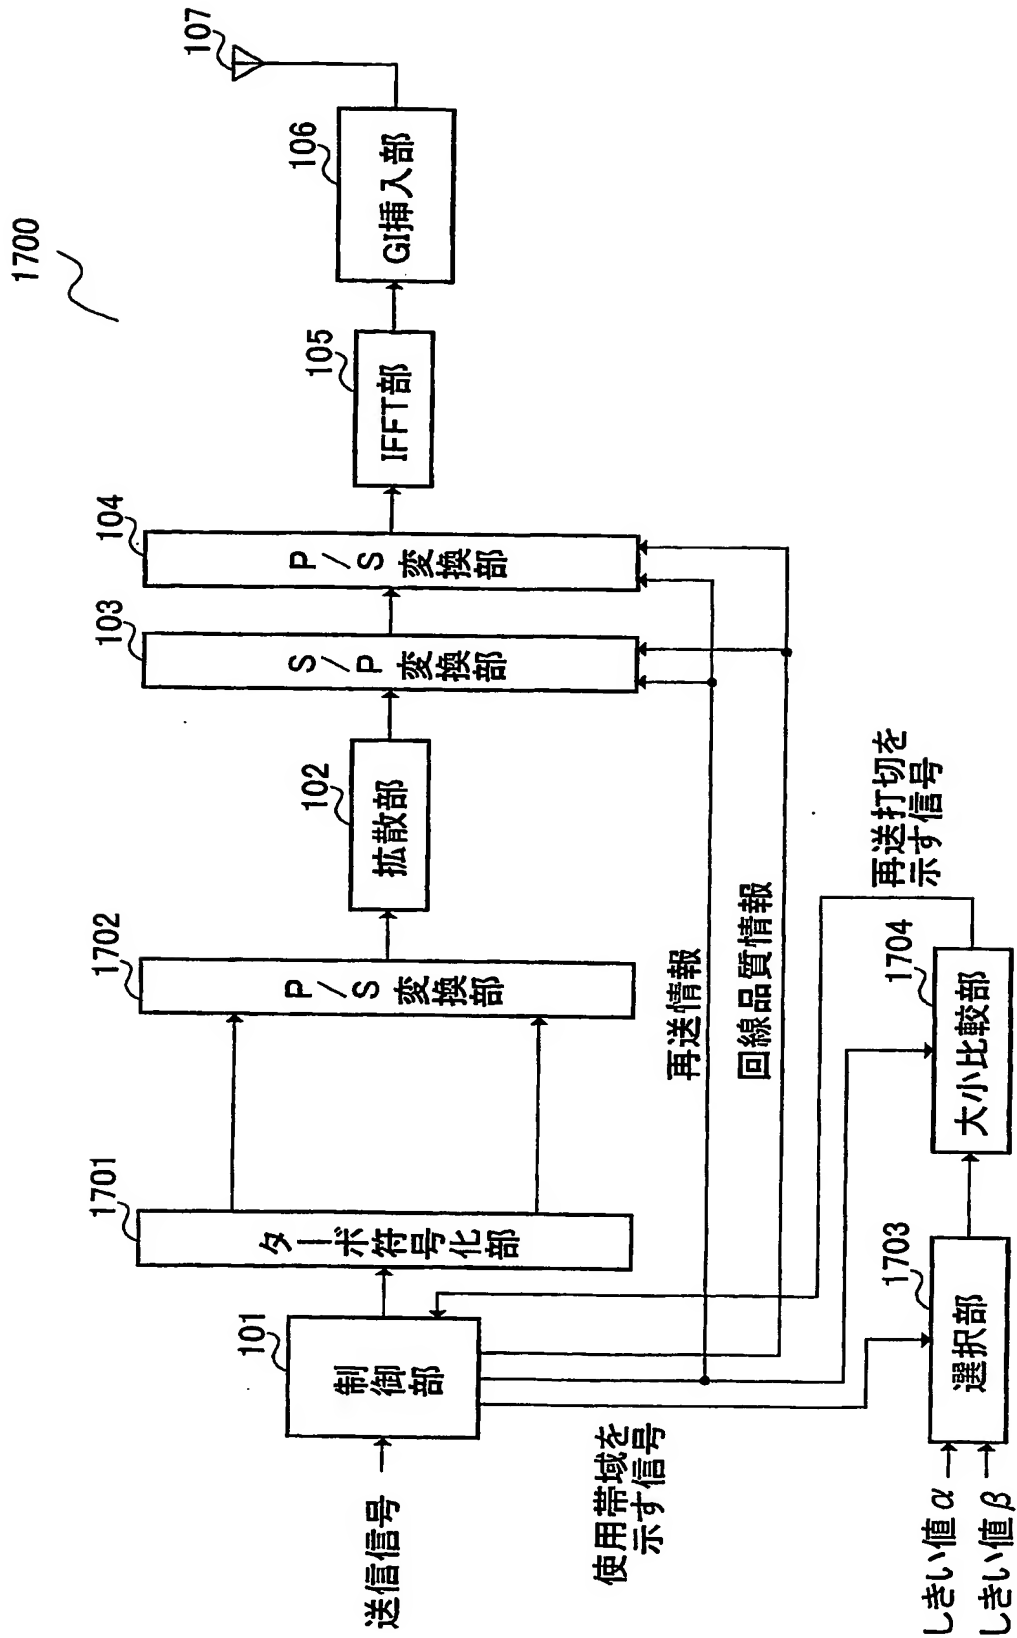 1700
送信信号
101
制御部
1701
ターボ符号化部
1702
P/S変換部
102
拡散部
103
S/P変換部
104
P/S変換部
105
IFFT部
106
GI挿入部
107
再送情報
回線品質情報
使用帯域を
示す信号
再送打切を
示す信号
しきい値α
しきい値β
1703
選択部
1704
大小比較部